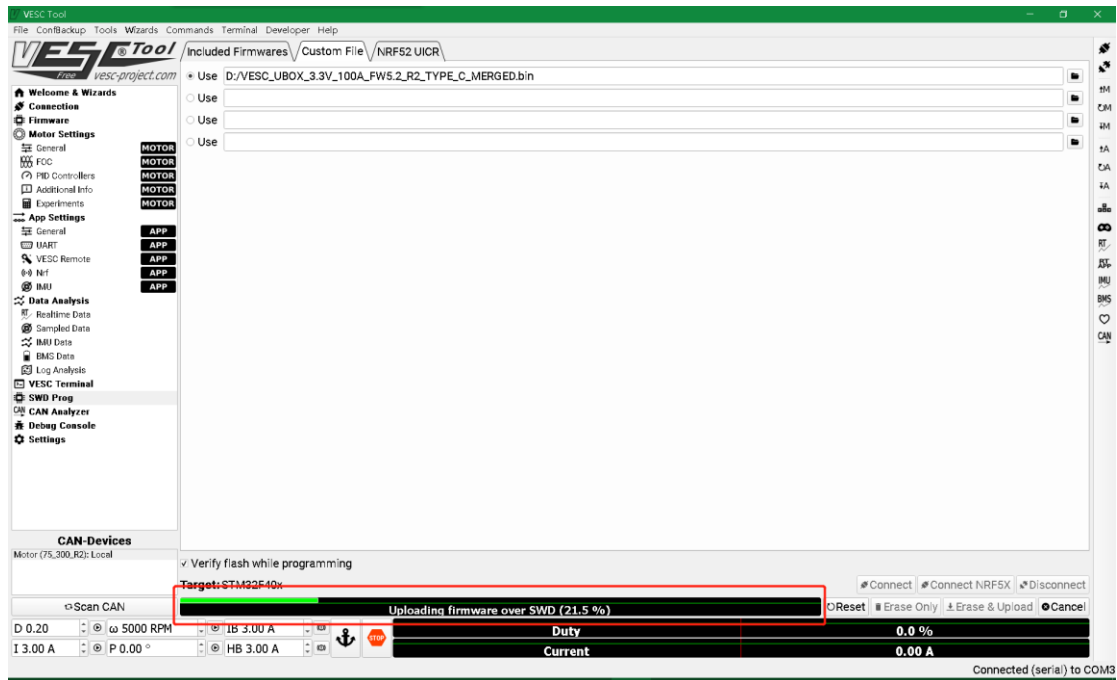 VESC Tool
File ConfBackup Tools Wizards Commands Terminal Developer Help
VESC ® Tool
Free vesc-project.com
Included Firmwares Custom File NRF52 UICR
Use D:/VESC_UBOX_3.3V_100A_FW5.2_R2_TYPE_C_MERGED.bin
Use
Use
Use
Welcome & Wizards
Connection
Firmware
Motor Settings
General MOTOR
FOC MOTOR
PID Controllers MOTOR
Additional Info MOTOR
Experiments MOTOR
App Settings
General APP
UART APP
VESC Remote APP
Nrf APP
IMU APP
Data Analysis
RT Realtime Data
Sampled Data
IMU Data
BMS Data
Log Analysis
VESC Terminal
SWD Prog
CAN CAN Analyzer
Debug Console
Settings
CAN-Devices
Motor (75_300_R2): Local
Scan CAN
Verify flash while programming
Target: STM32F40x
Connect Connect NRF5X Disconnect
Uploading firmware over SWD (21.5 %)
Reset Erase Only Erase & Upload Cancel
D 0.20 ω 5000 RPM IB 3.00 A
I 3.00 A P 0.00 ° HB 3.00 A
STOP
Duty 0.0 %
Current 0.00 A
Connected (serial) to COM3
↑M
↻M
↓M
↑A
↻A
↓A
RT
RT APP
IMU
BMS
CAN